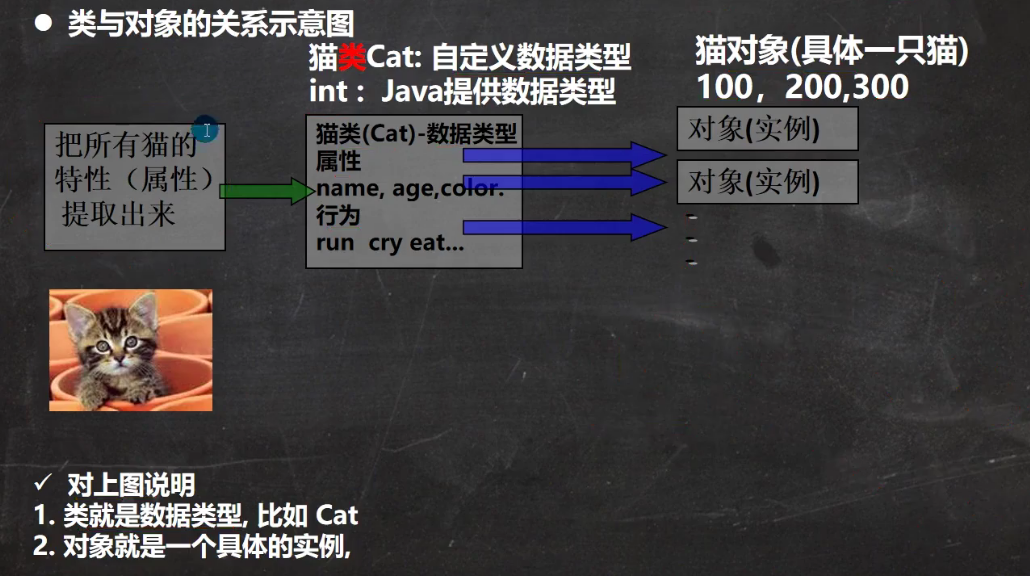 ● 类与对象的关系示意图
猫类Cat: 自定义数据类型
int： Java提供数据类型
猫对象(具体一只猫)
100，200,300
把所有猫的
特性（属性）
提取出来
猫类(Cat)-数据类型
属性
name, age,color.
行为
run cry eat...
对象(实例)
对象(实例)
✓ 对上图说明
1. 类就是数据类型, 比如 Cat
2. 对象就是一个具体的实例,